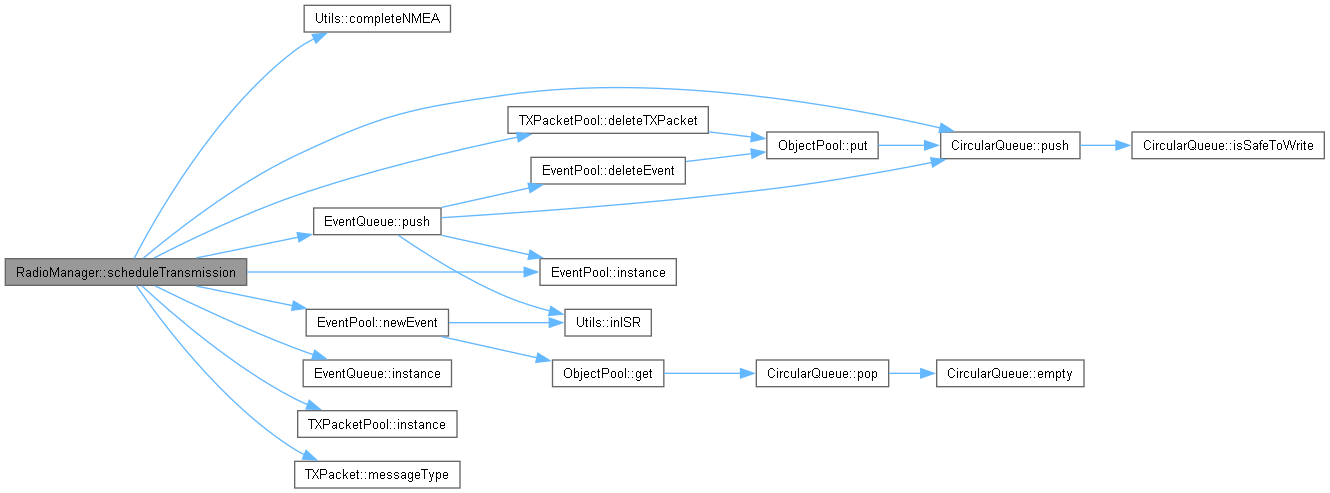 Utils::completeNMEA
TXPacketPool::deleteTXPacket
ObjectPool::put
CircularQueue::push
CircularQueue::isSafeToWrite
EventPool::deleteEvent
EventQueue::push
RadioManager::scheduleTransmission
EventPool::instance
EventPool::newEvent
Utils::inISR
EventQueue::instance
ObjectPool::get
CircularQueue::pop
CircularQueue::empty
TXPacketPool::instance
TXPacket::messageType